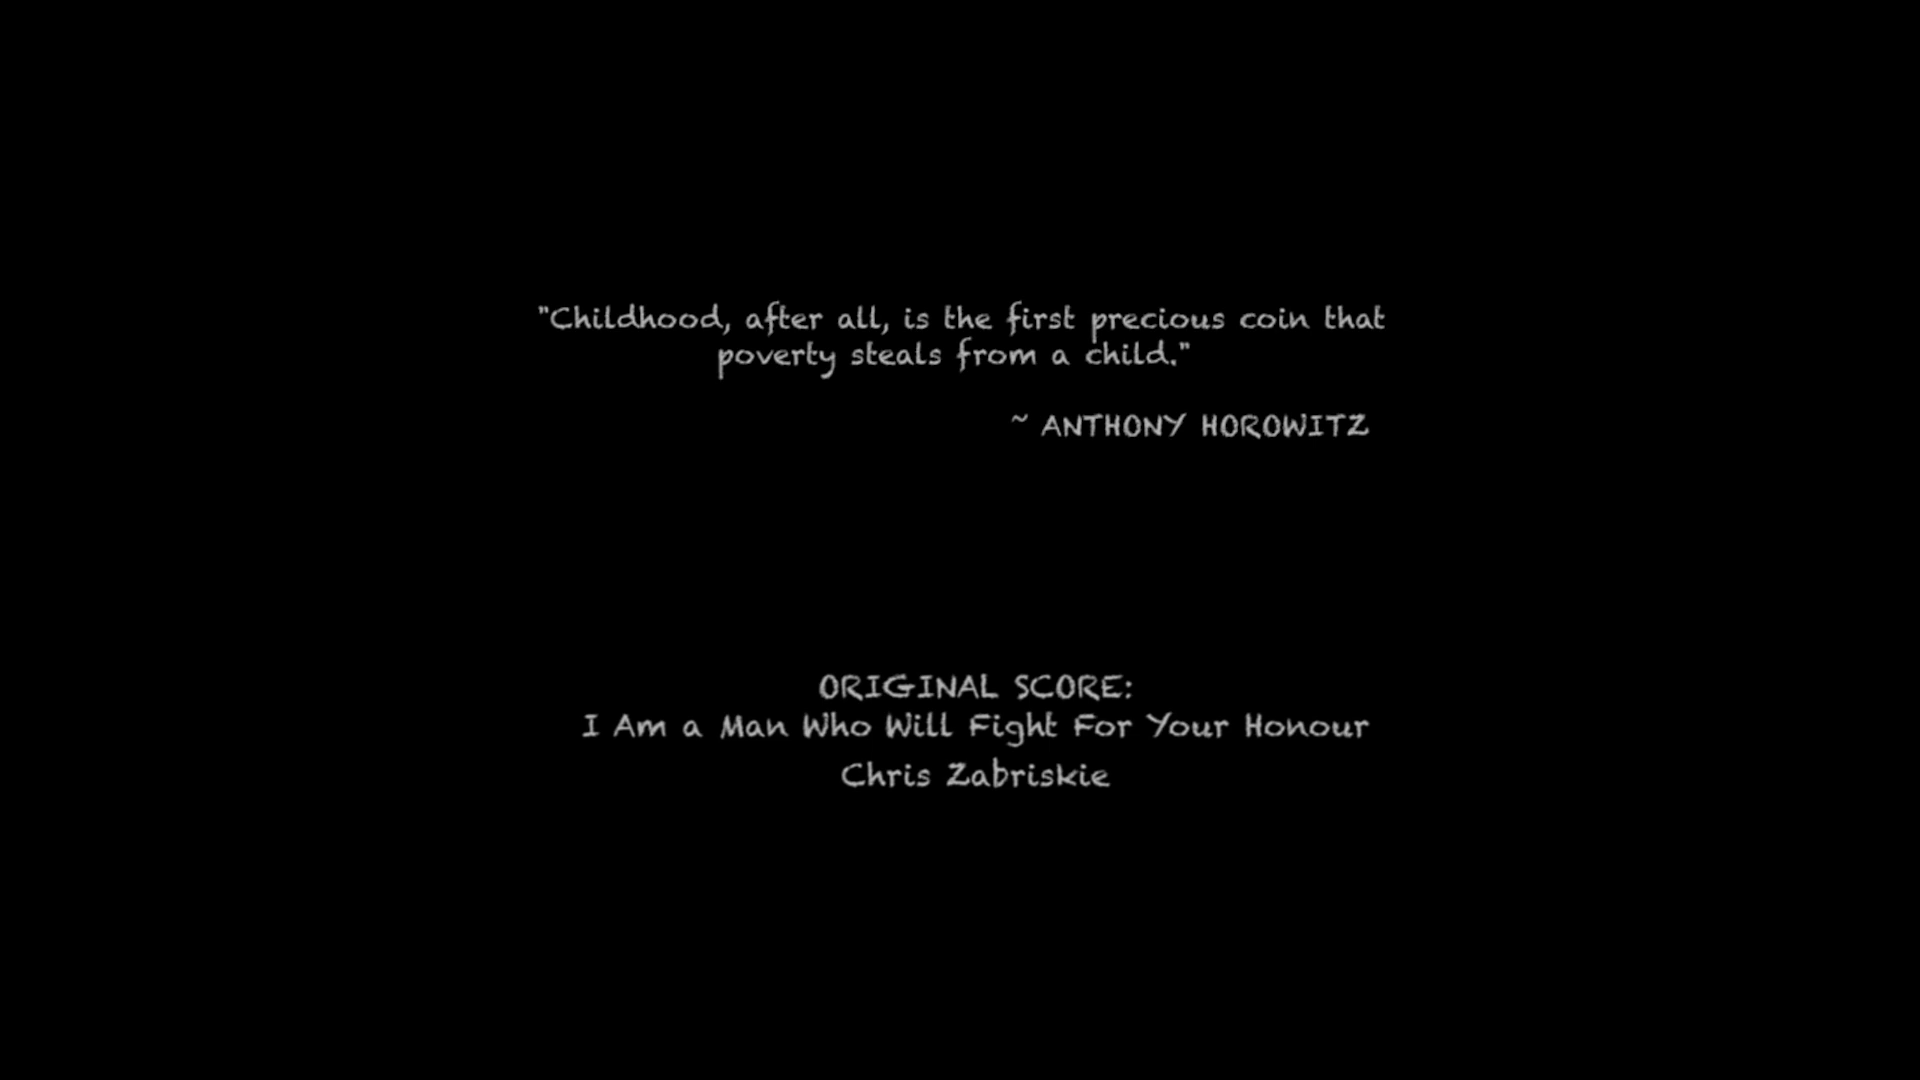 "Childhood, after all, is the first precious coin that
poverty steals from a child."
~ ANTHONY HOROWITZ
ORIGINAL SCORE:
I Am a Man Who Will Fight For Your Honour
Chris Zabriskie